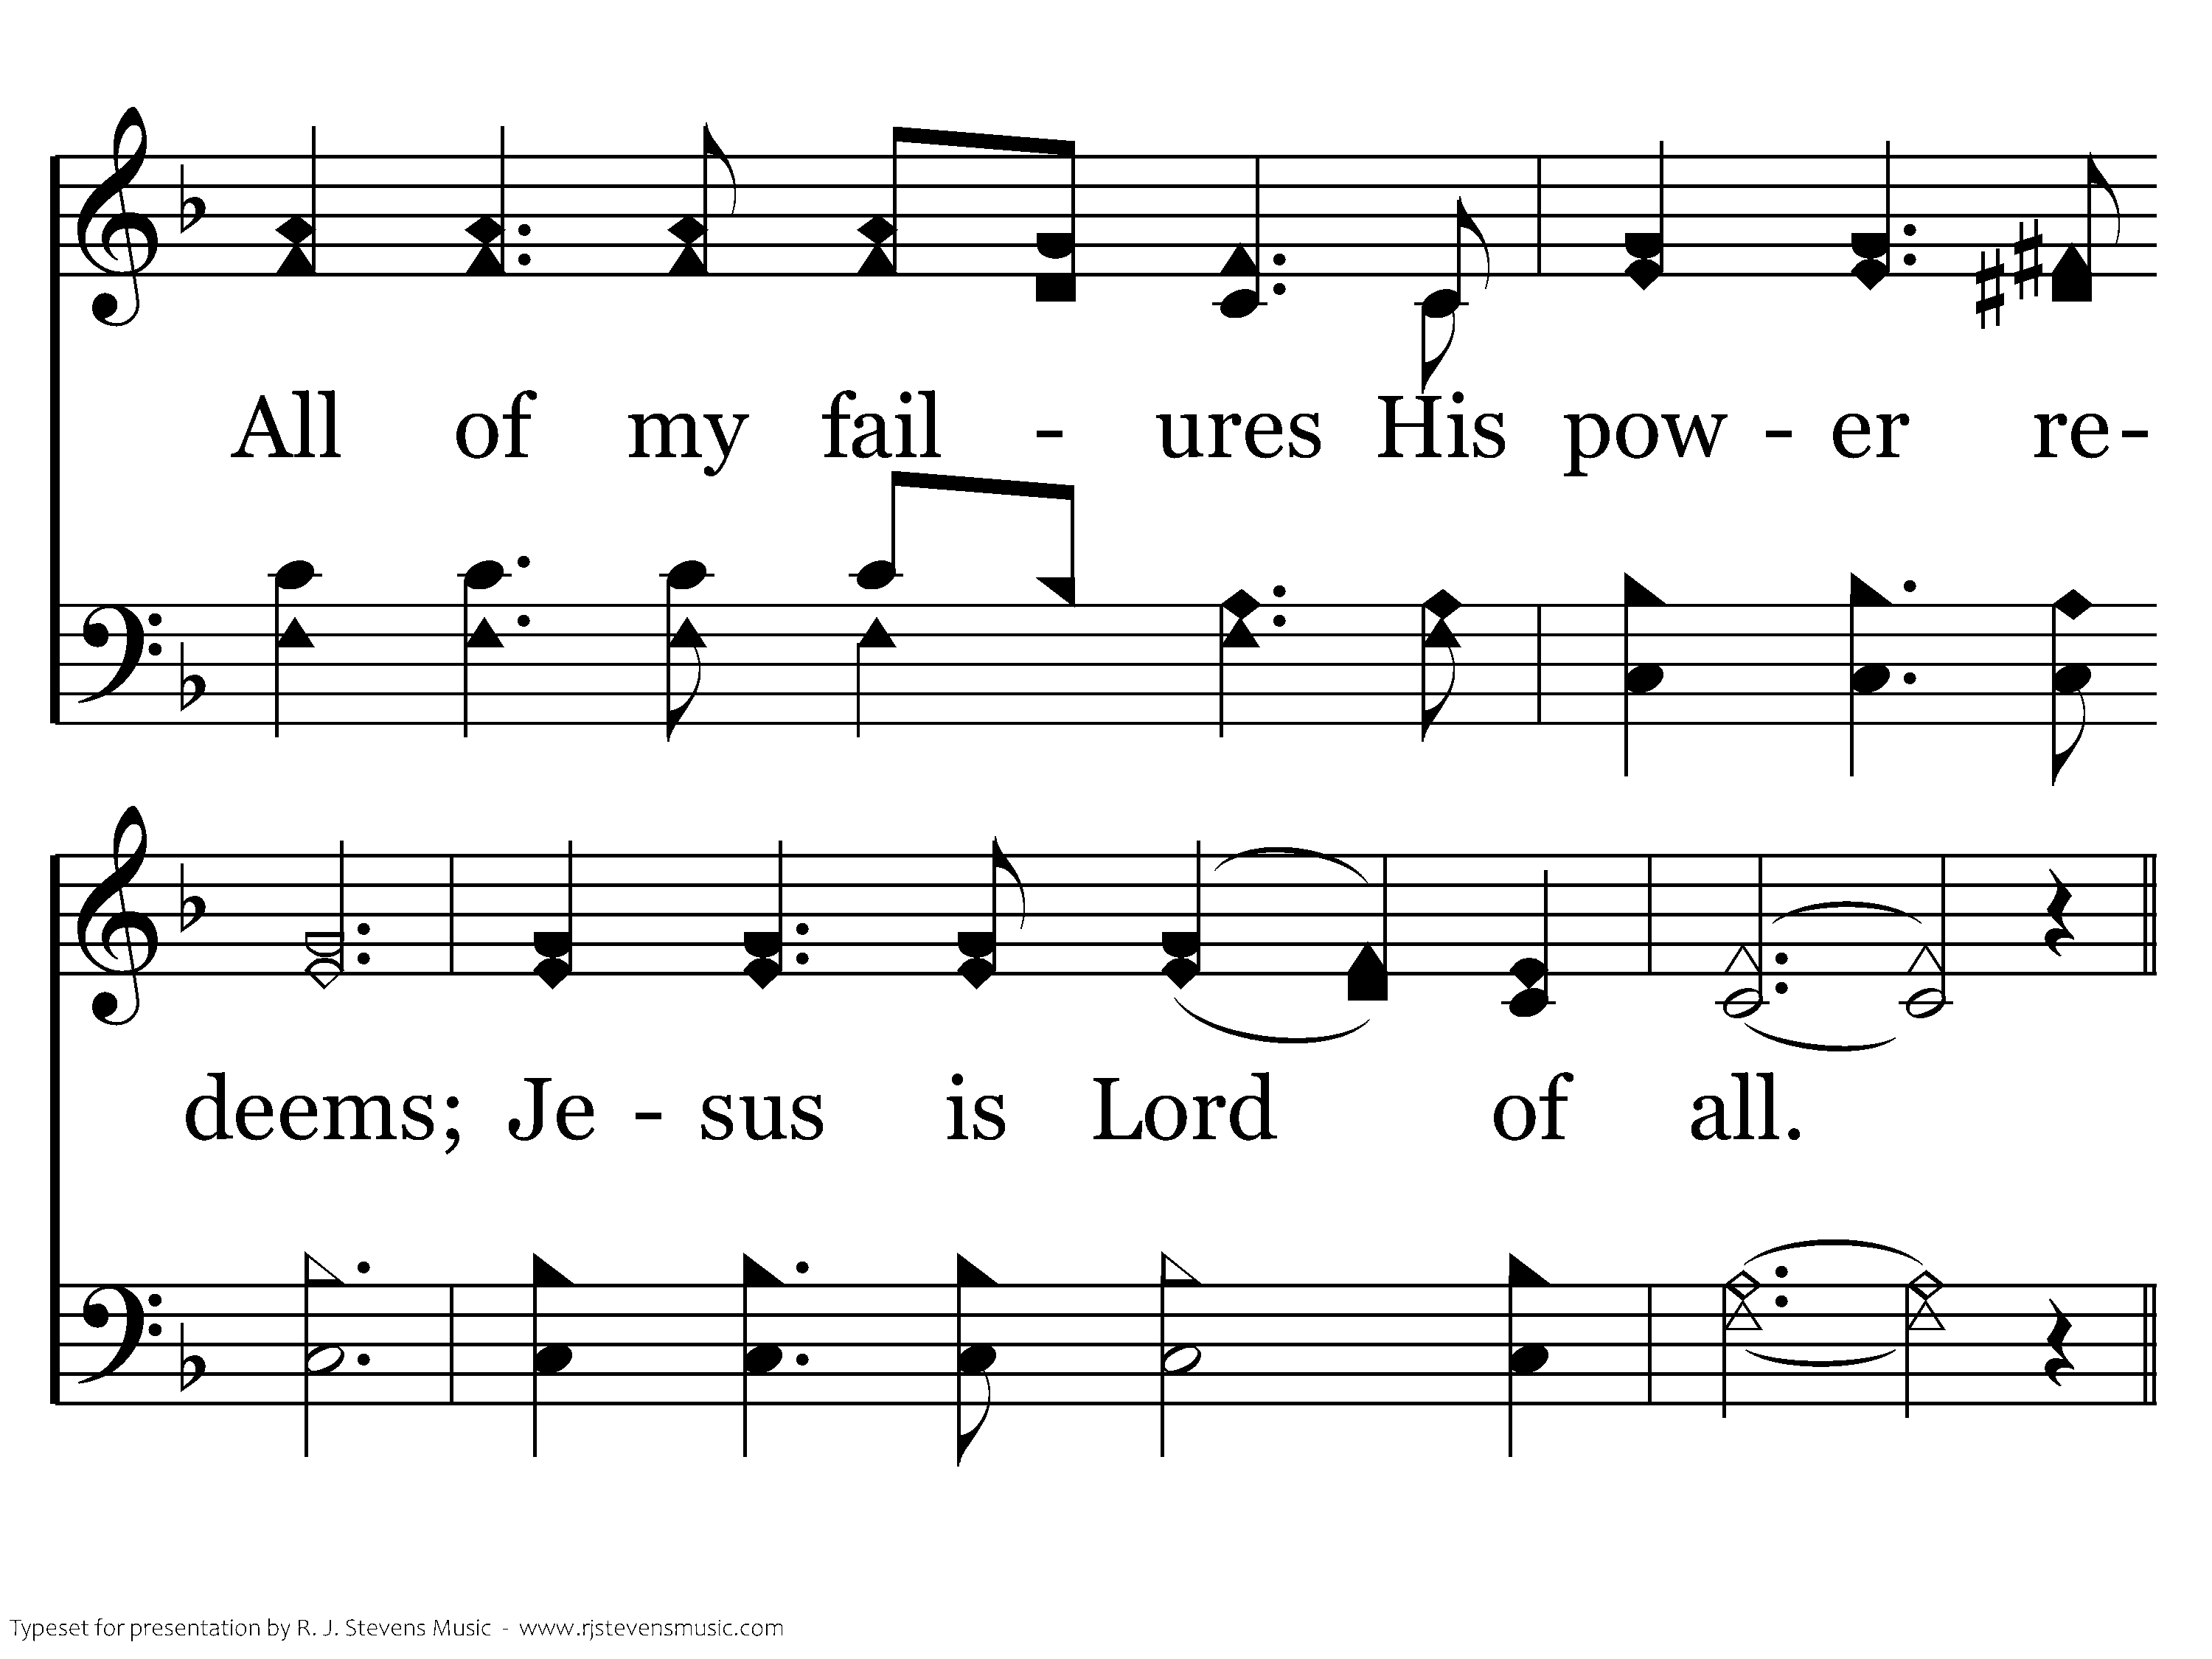 All of my fail - ures His pow - er re -
deems; Je - sus is Lord of all.
Typeset for presentation by R. J. Stevens Music - www.rjstevensmusic.com